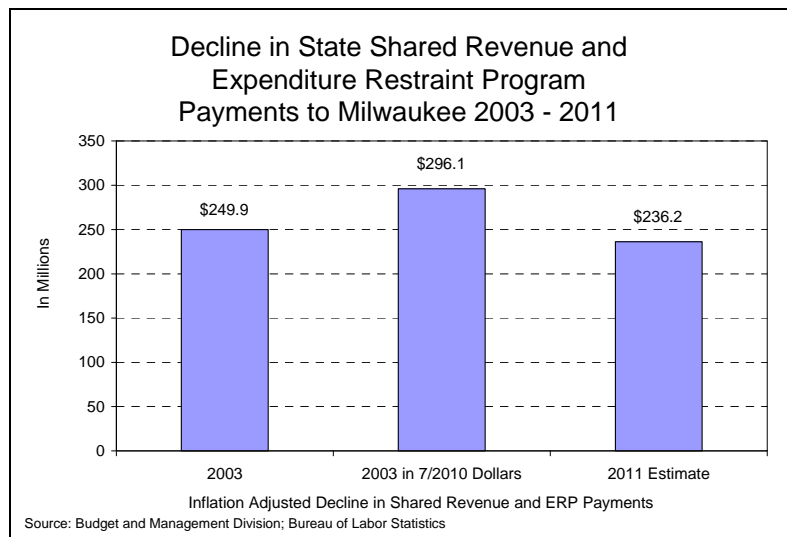 Decline in State Shared Revenue and
Expenditure Restraint Program
Payments to Milwaukee 2003 - 2011
350
300
250
200
150
100
50
0
In Millions
$249.9
$296.1
$236.2
2003
2003 in 7/2010 Dollars
2011 Estimate
Inflation Adjusted Decline in Shared Revenue and ERP Payments
Source: Budget and Management Division; Bureau of Labor Statistics